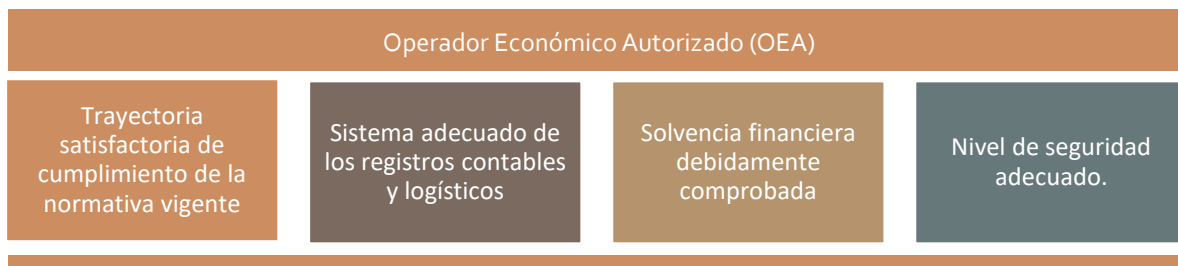 Operador Económico Autorizado (OEA)
Trayectoria
satisfactoria de
cumplimiento de la
normativa vigente
Sistema adecuado de
los registros contables
y logísticos
Solvencia financiera
debidamente
comprobada
Nivel de seguridad
adecuado.